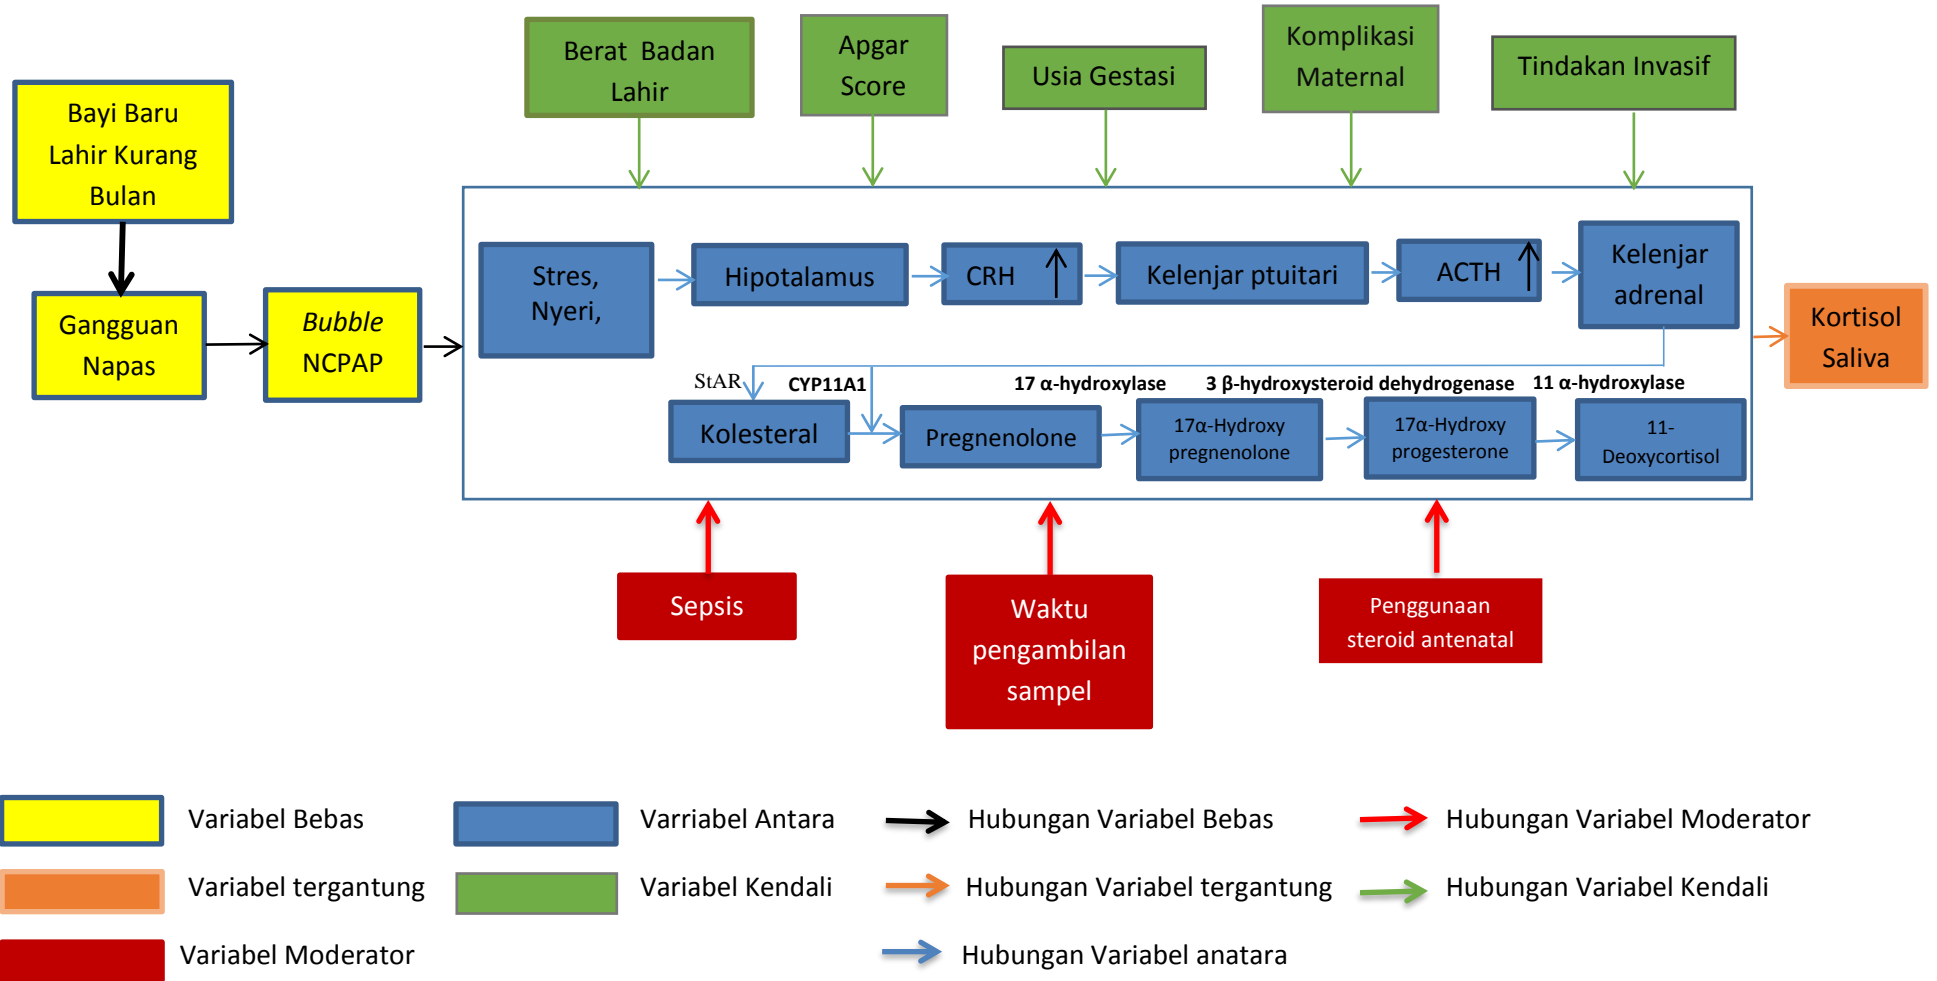 Berat  Badan
Lahir
Apgar
Score
Usia Gestasi
Komplikasi
Maternal
Tindakan Invasif
Bayi Baru
Lahir Kurang
Bulan
Gangguan
Napas
Bubble
NCPAP
Stres,
Nyeri,
Hipotalamus
CRH
Kelenjar ptuitari
ACTH
Kelenjar
adrenal
Kortisol
Saliva
StAR
CYP11A1
17 α-hydroxylase
3 β-hydroxysteroid dehydrogenase
11 α-hydroxylase
Kolesteral
Pregnenolone
17α-Hydroxy
pregnenolone
17α-Hydroxy
progesterone
11-
Deoxycortisol
Sepsis
Waktu
pengambilan
sampel
Penggunaan
steroid antenatal
Variabel Bebas
Varriabel Antara
Hubungan Variabel Bebas
Hubungan Variabel Moderator
Variabel tergantung
Variabel Kendali
Hubungan Variabel tergantung
Hubungan Variabel Kendali
Variabel Moderator
Hubungan Variabel anatara